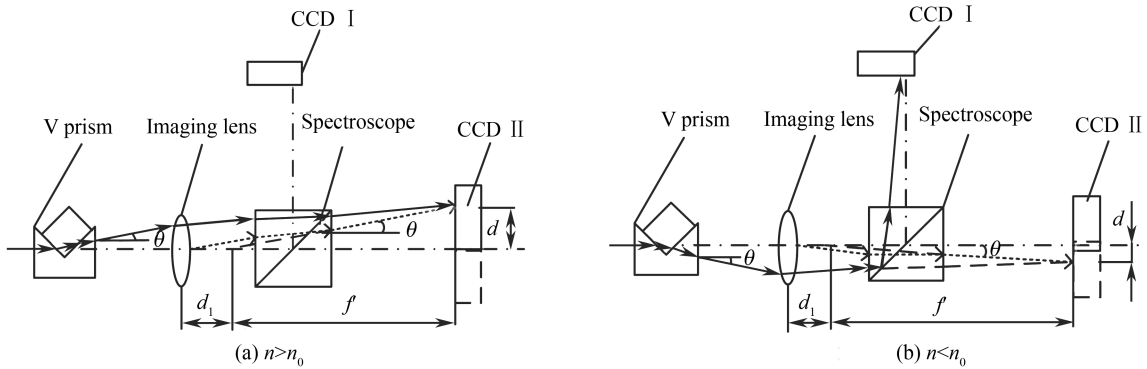 CCD Ⅰ
V prism
Imaging lens
Spectroscope
CCD Ⅱ
θ
θ
d
d₁
f′
(a) n>n₀
CCD Ⅰ
V prism
Imaging lens
Spectroscope
CCD Ⅱ
θ
θ
d
d₁
f′
(b) n<n₀